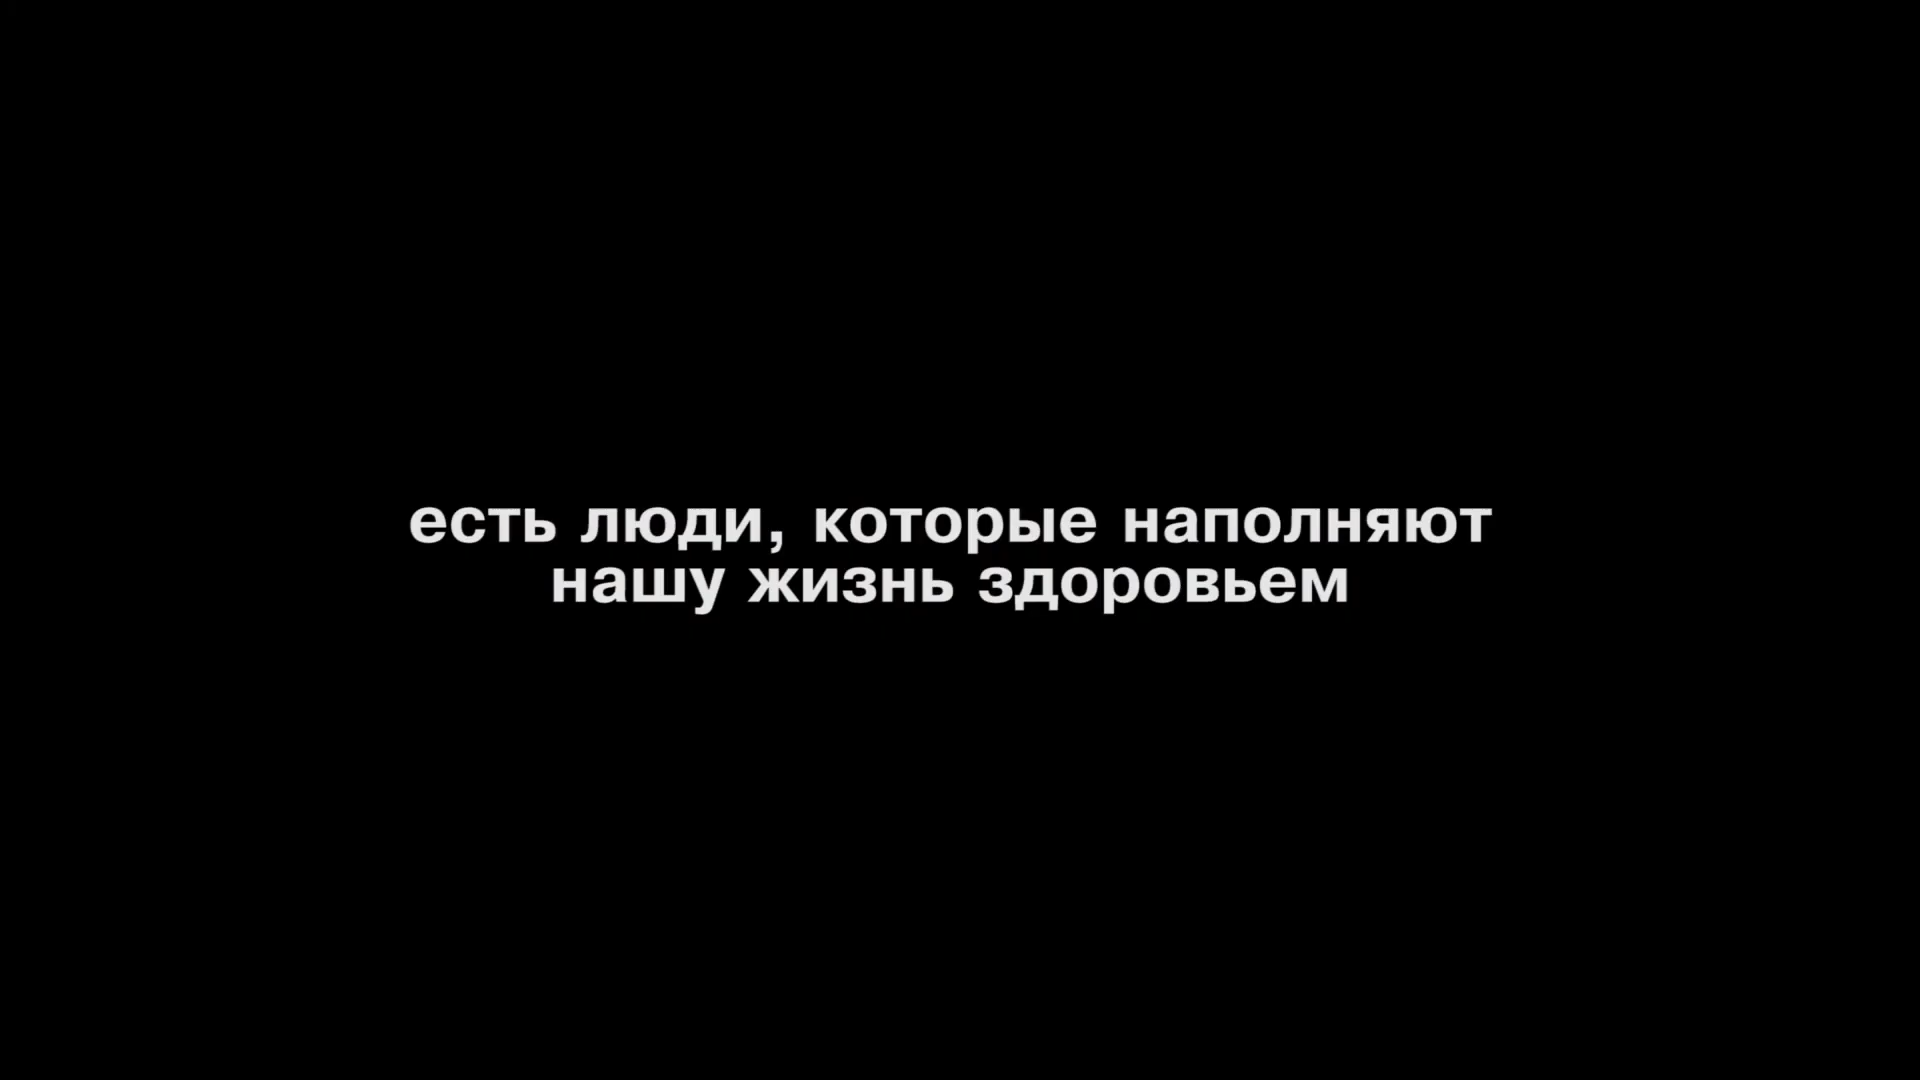 есть люди, которые наполняют
нашу жизнь здоровьем